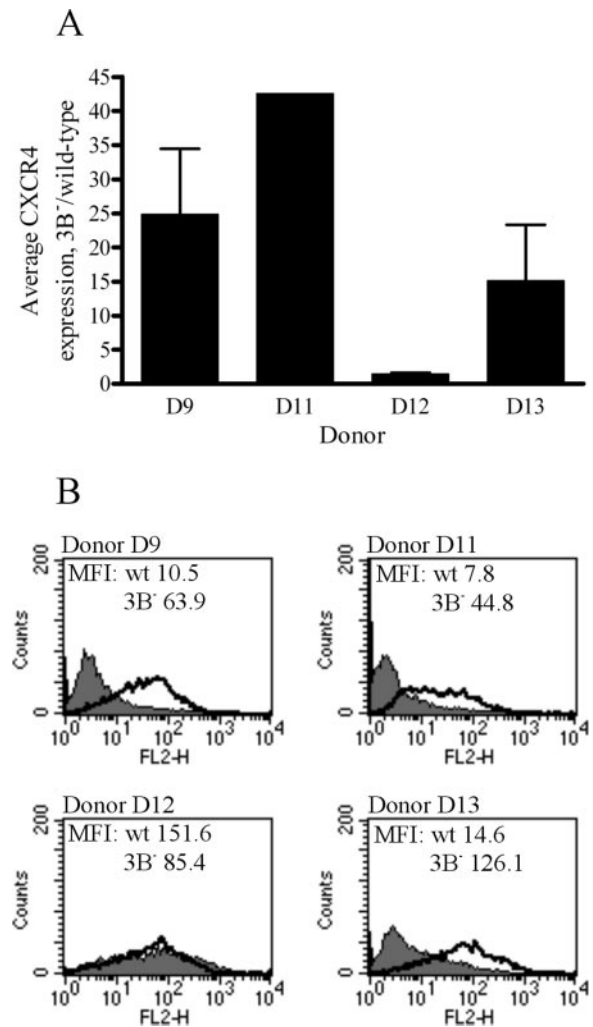 A
Average CXCR4
expression, 3B⁻/wild-type
45
40
35
30
25
20
15
10
5
0
D9 D11 D12 D13
Donor
B
Donor D9
MFI: wt 10.5
3B⁻ 63.9
200
Counts
0
10⁰ 10¹ 10² 10³ 10⁴
FL2-H
Donor D11
MFI: wt 7.8
3B⁻ 44.8
200
Counts
0
10⁰ 10¹ 10² 10³ 10⁴
FL2-H
Donor D12
MFI: wt 151.6
3B⁻ 85.4
200
Counts
0
10⁰ 10¹ 10² 10³ 10⁴
FL2-H
Donor D13
MFI: wt 14.6
3B⁻ 126.1
200
Counts
0
10⁰ 10¹ 10² 10³ 10⁴
FL2-H